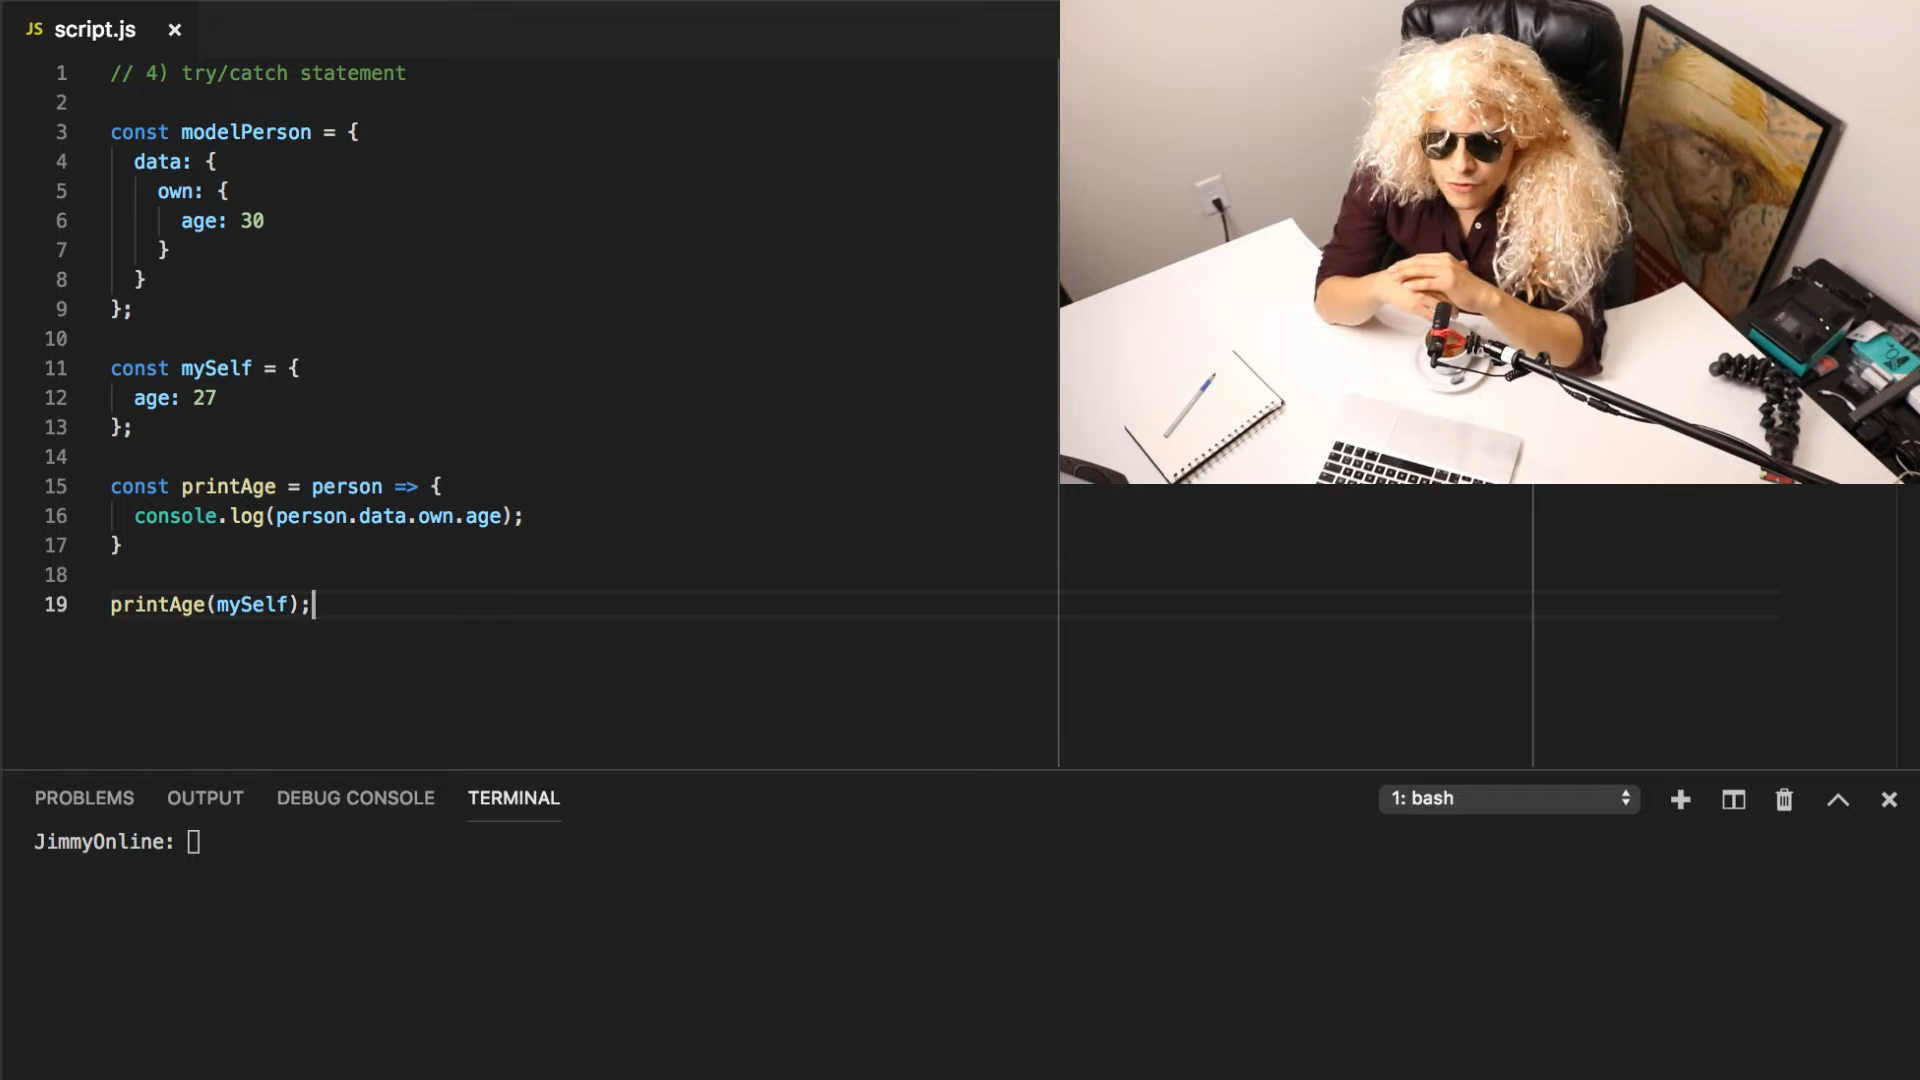 JS script.js
1 // 4) try/catch statement
2
3 const modelPerson = {
4 data: {
5 own: {
6 age: 30
7 }
8 }
9 };
10
11 const mySelf = {
12 age: 27
13 };
14
15 const printAge = person => {
16 console.log(person.data.own.age);
17 }
18
19 printAge(mySelf);
PROBLEMS OUTPUT DEBUG CONSOLE TERMINAL 1: bash
JimmyOnline: